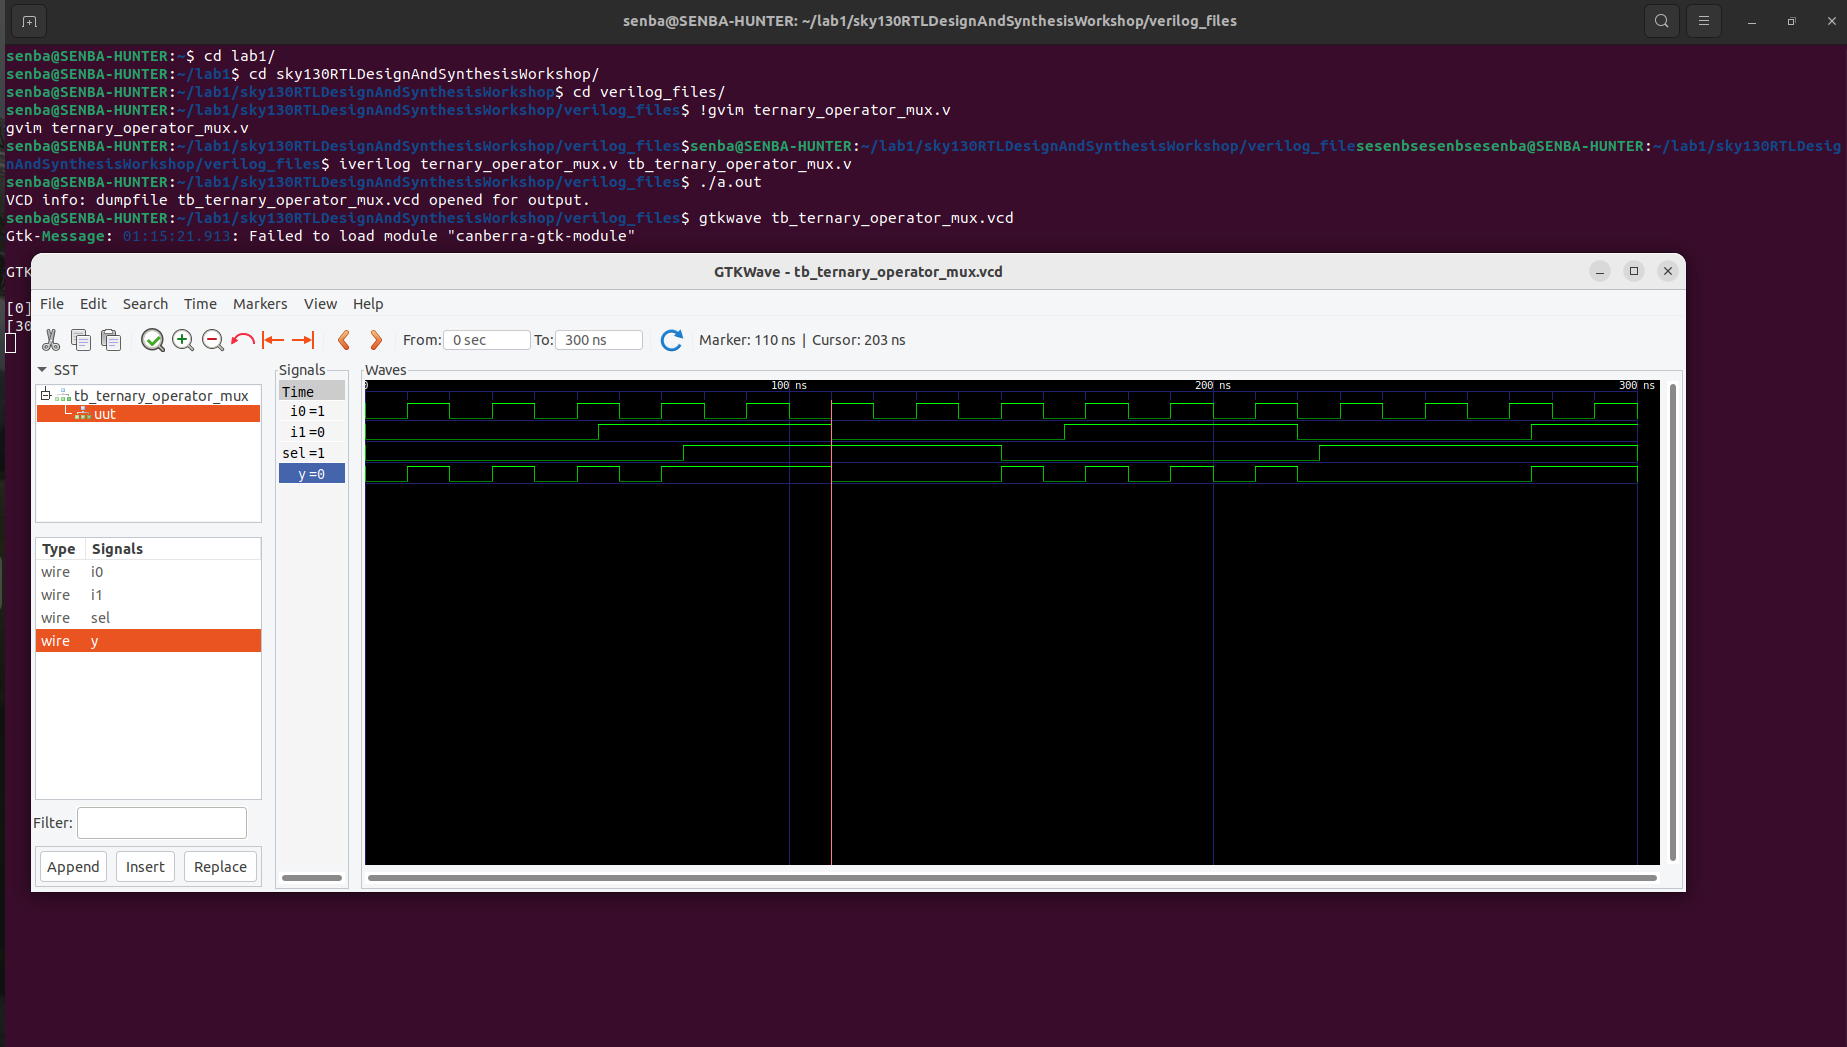 senba@SENBA-HUNTER: ~/lab1/sky130RTLDesignAndSynthesisWorkshop/verilog_files
senba@SENBA-HUNTER:~$ cd lab1/
senba@SENBA-HUNTER:~/lab1$ cd sky130RTLDesignAndSynthesisWorkshop/
senba@SENBA-HUNTER:~/lab1/sky130RTLDesignAndSynthesisWorkshop$ cd verilog_files/
senba@SENBA-HUNTER:~/lab1/sky130RTLDesignAndSynthesisWorkshop/verilog_files$ !gvim ternary_operator_mux.v
gvim ternary_operator_mux.v
senba@SENBA-HUNTER:~/lab1/sky130RTLDesignAndSynthesisWorkshop/verilog_files$senba@SENBA-HUNTER:~/lab1/sky130RTLDesignAndSynthesisWorkshop/verilog_filesesenbsesenbsesenba@SENBA-HUNTER:~/lab1/sky130RTLDesig
nAndSynthesisWorkshop/verilog_files$ iverilog ternary_operator_mux.v tb_ternary_operator_mux.v
senba@SENBA-HUNTER:~/lab1/sky130RTLDesignAndSynthesisWorkshop/verilog_files$ ./a.out
VCD info: dumpfile tb_ternary_operator_mux.vcd opened for output.
senba@SENBA-HUNTER:~/lab1/sky130RTLDesignAndSynthesisWorkshop/verilog_files$ gtkwave tb_ternary_operator_mux.vcd
Gtk-Message: 01:15:21.913: Failed to load module "canberra-gtk-module"
GTK
[0]
[30
GTKWave - tb_ternary_operator_mux.vcd
File Edit Search Time Markers View Help
From: 0 sec To: 300 ns Marker: 110 ns | Cursor: 203 ns
SST
tb_ternary_operator_mux
uut
Type Signals
wire i0
wire i1
wire sel
wire y
Filter:
Append Insert Replace
Signals
Time
i0 =1
i1 =0
sel =1
y =0
Waves
0 100 ns 200 ns 300 ns